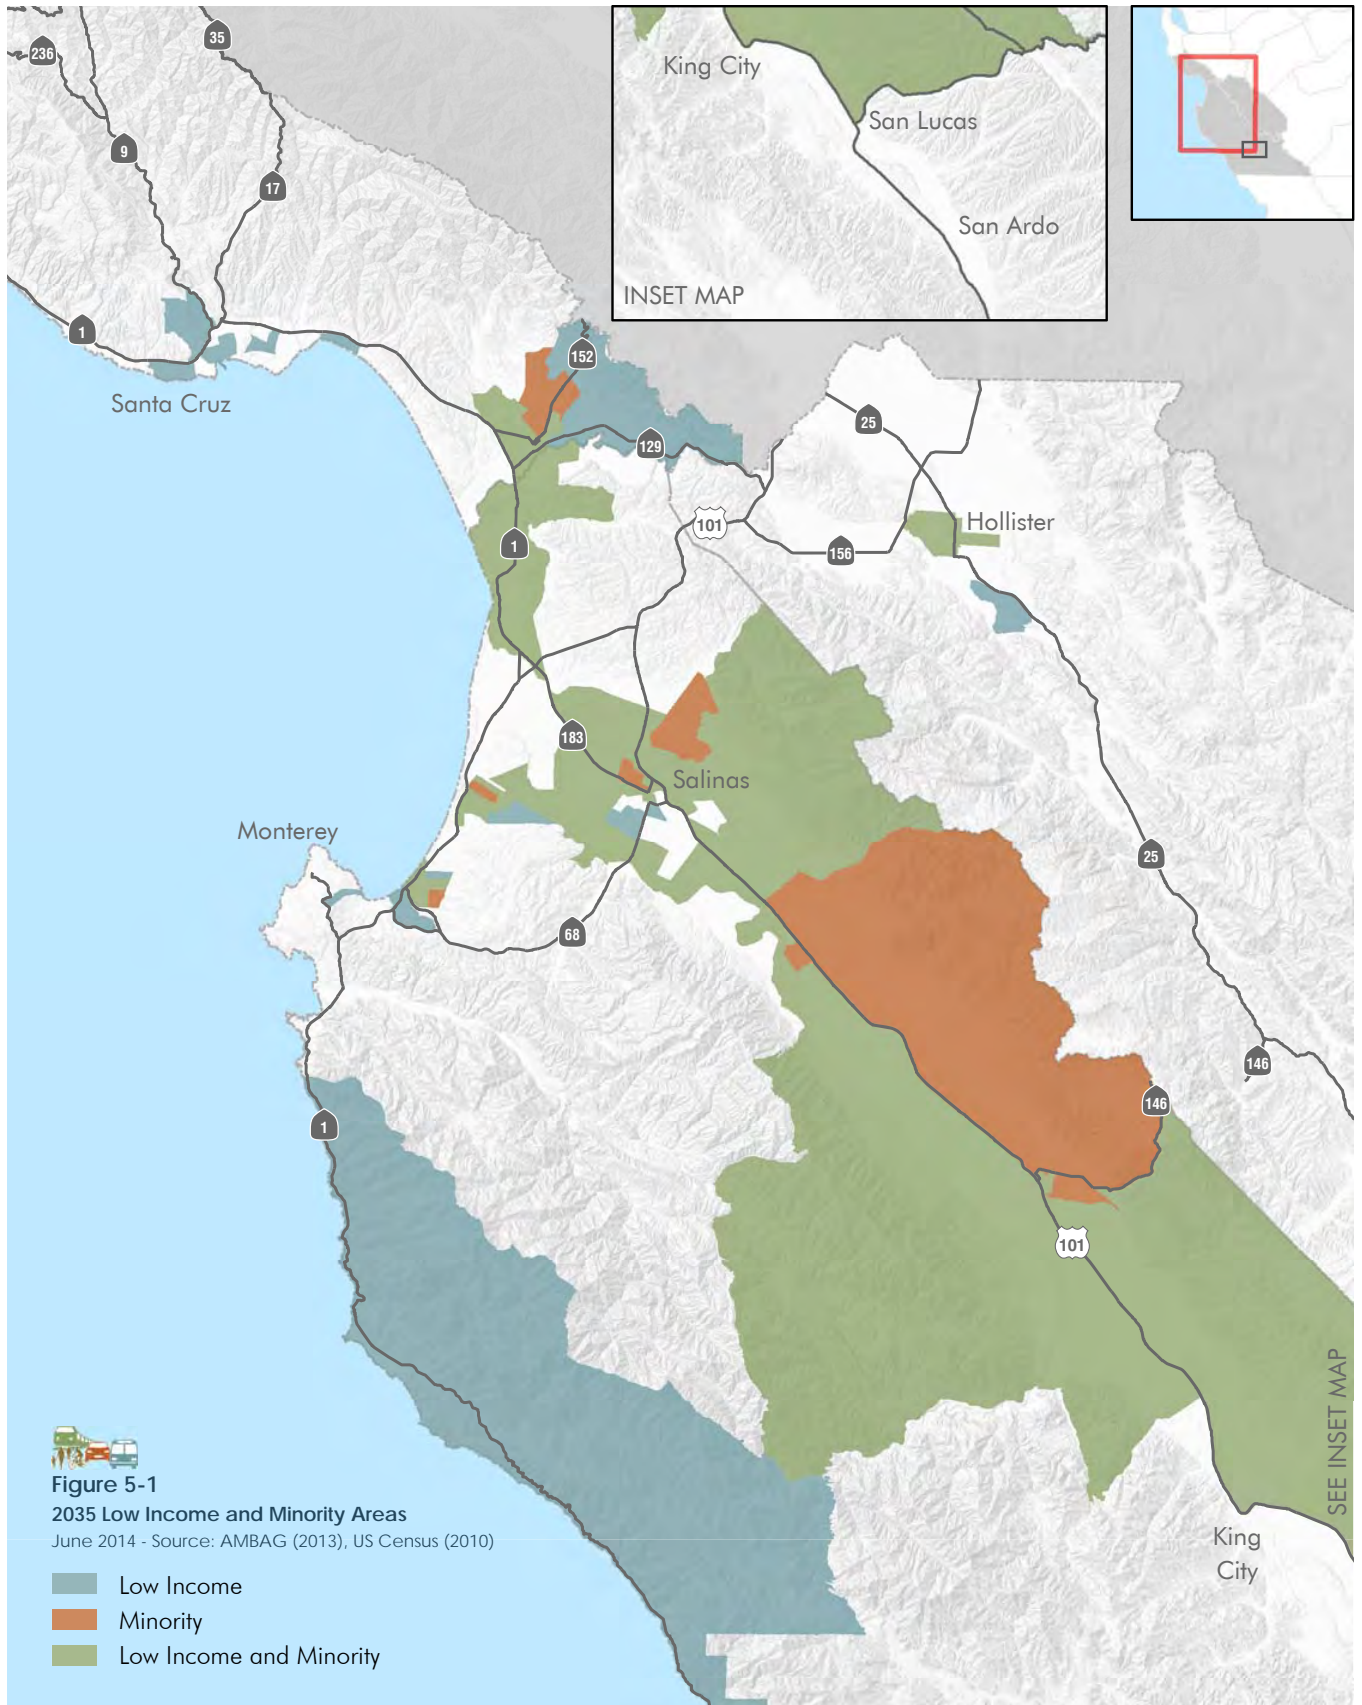 236
35
9
17
1
Santa Cruz
152
129
King City
San Lucas
San Ardo
INSET MAP
25
101
156
Hollister
1
183
Salinas
Monterey
68
25
146
146
1
101
SEE INSET MAP
King
City
Figure 5-1
2035 Low Income and Minority Areas
June 2014 - Source: AMBAG (2013), US Census (2010)
Low Income
Minority
Low Income and Minority